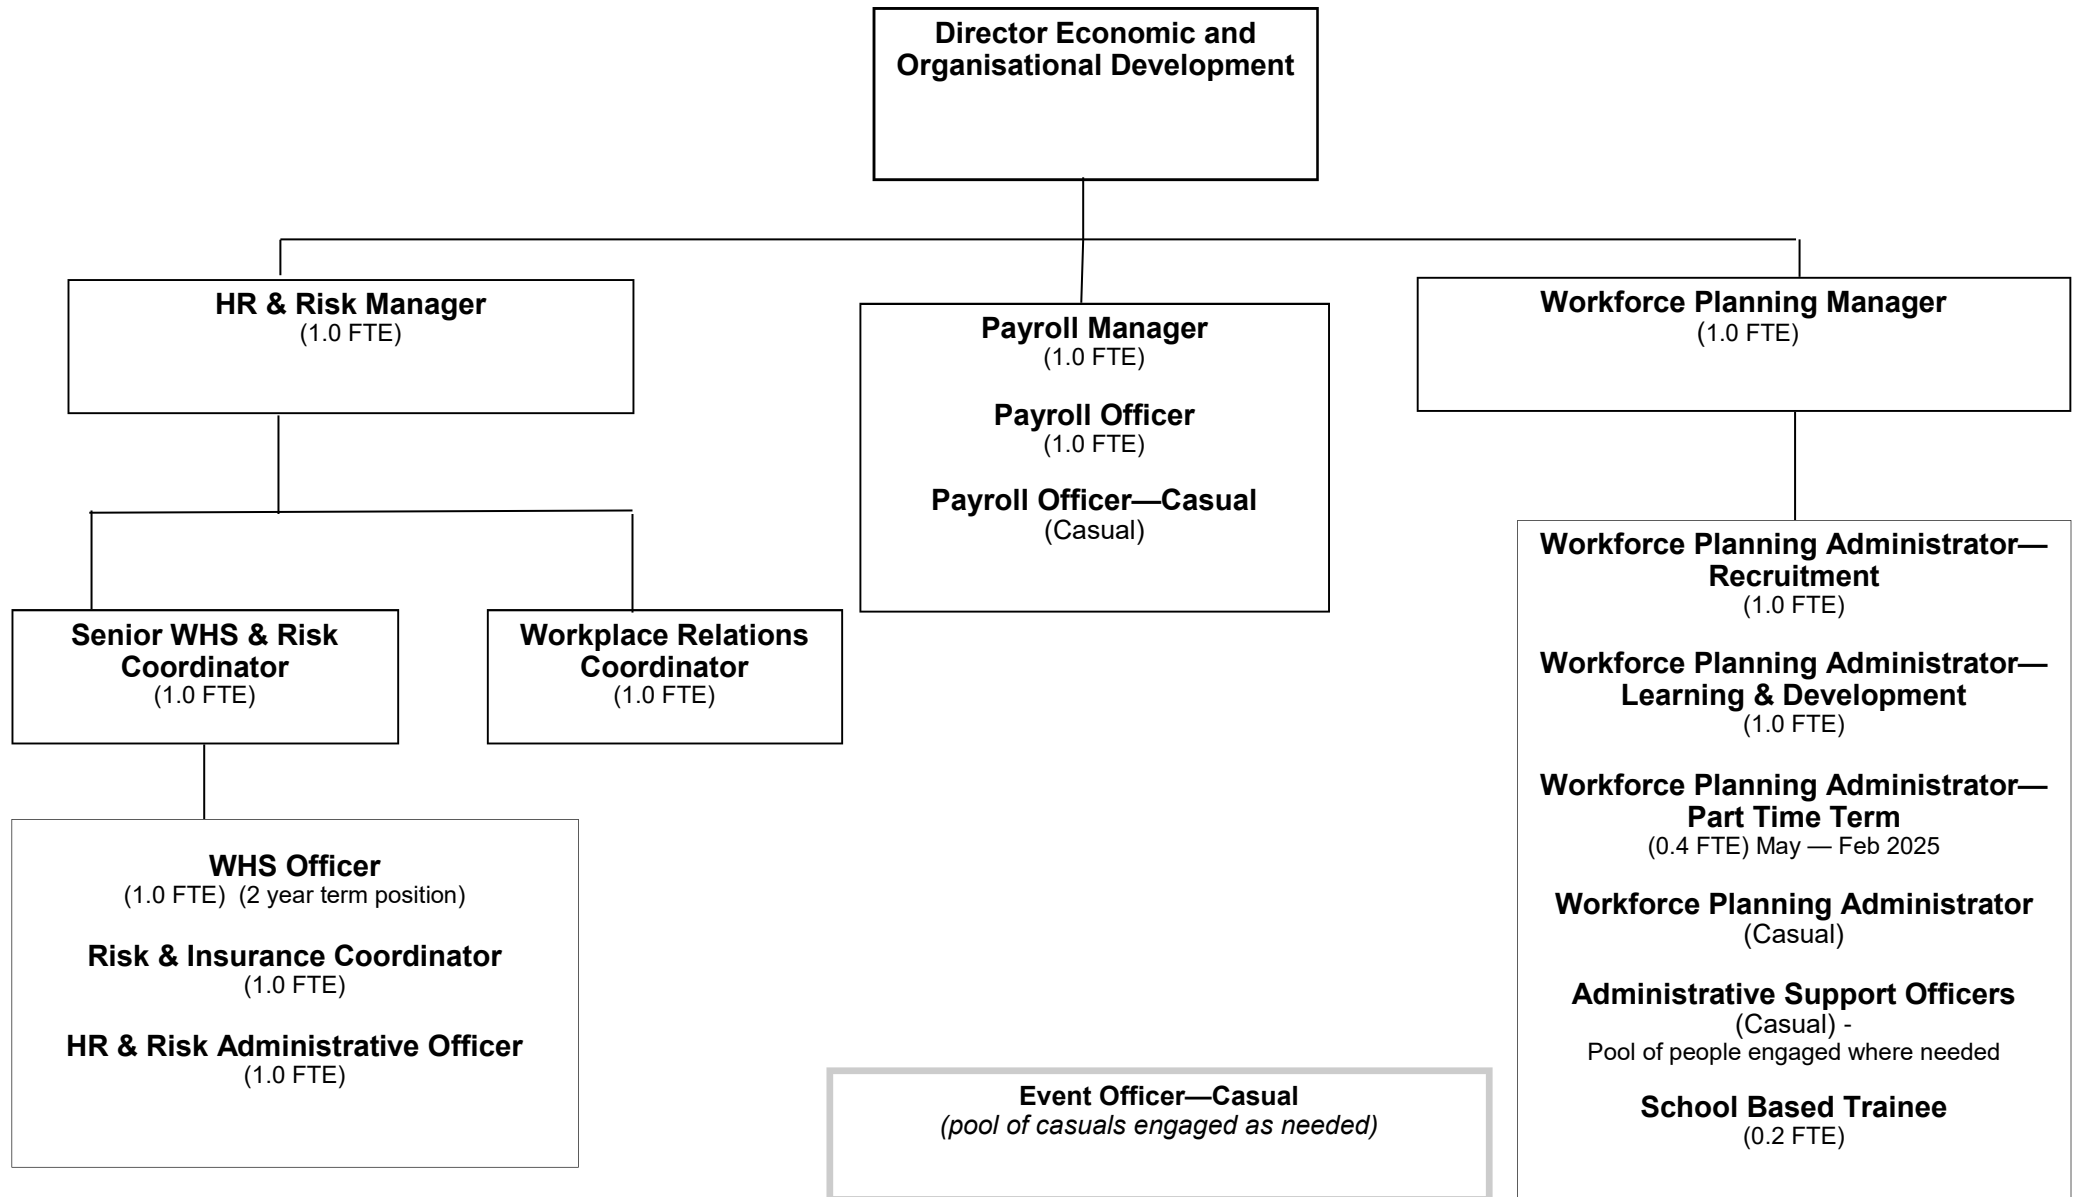 Director Economic and
Organisational Development
HR & Risk Manager
(1.0 FTE)
Payroll Manager
(1.0 FTE)
Payroll Officer
(1.0 FTE)
Payroll Officer—Casual
(Casual)
Workforce Planning Manager
(1.0 FTE)
Senior WHS & Risk
Coordinator
(1.0 FTE)
Workplace Relations
Coordinator
(1.0 FTE)
WHS Officer
(1.0 FTE)  (2 year term position)
Risk & Insurance Coordinator
(1.0 FTE)
HR & Risk Administrative Officer
(1.0 FTE)
Workforce Planning Administrator—
Recruitment
(1.0 FTE)
Workforce Planning Administrator—
Learning & Development
(1.0 FTE)
Workforce Planning Administrator—
Part Time Term
(0.4 FTE) May — Feb 2025
Workforce Planning Administrator
(Casual)
Administrative Support Officers
(Casual) -
Pool of people engaged where needed
School Based Trainee
(0.2 FTE)
Event Officer—Casual
(pool of casuals engaged as needed)